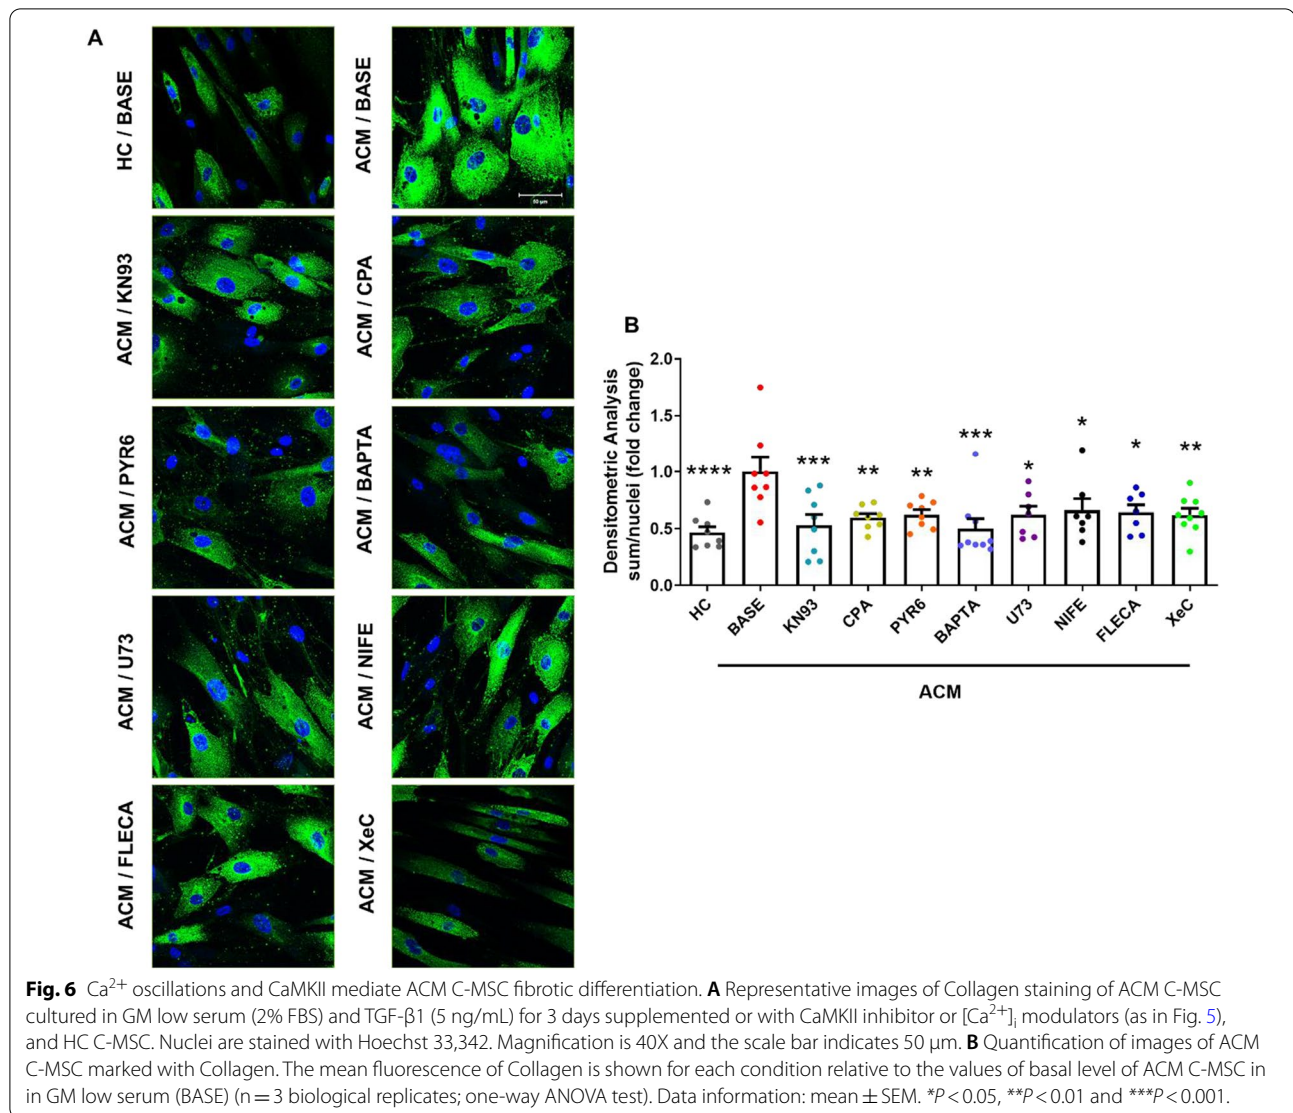 A
HC / BASE
ACM / BASE
50 μm
ACM / KN93
ACM / CPA
ACM / PYR6
ACM / BAPTA
ACM / U73
ACM / NIFE
ACM / FLECA
ACM / XeC
B
Densitometric Analysis
sum/nuclei (fold change)
2.0
1.5
1.0
0.5
0.0
****
***
**
**
***
*
*
*
**
HC
BASE
KN93
CPA
PYR6
BAPTA
U73
NIFE
FLECA
XeC
ACM
Fig. 6 Ca2+ oscillations and CaMKII mediate ACM C-MSC fibrotic differentiation. A Representative images of Collagen staining of ACM C-MSC
cultured in GM low serum (2% FBS) and TGF-β1 (5 ng/mL) for 3 days supplemented or with CaMKII inhibitor or [Ca2+]i modulators (as in Fig. 5),
and HC C-MSC. Nuclei are stained with Hoechst 33,342. Magnification is 40X and the scale bar indicates 50 μm. B Quantification of images of ACM
C-MSC marked with Collagen. The mean fluorescence of Collagen is shown for each condition relative to the values of basal level of ACM C-MSC in
in GM low serum (BASE) (n = 3 biological replicates; one-way ANOVA test). Data information: mean ± SEM. *P < 0.05, **P < 0.01 and ***P < 0.001.